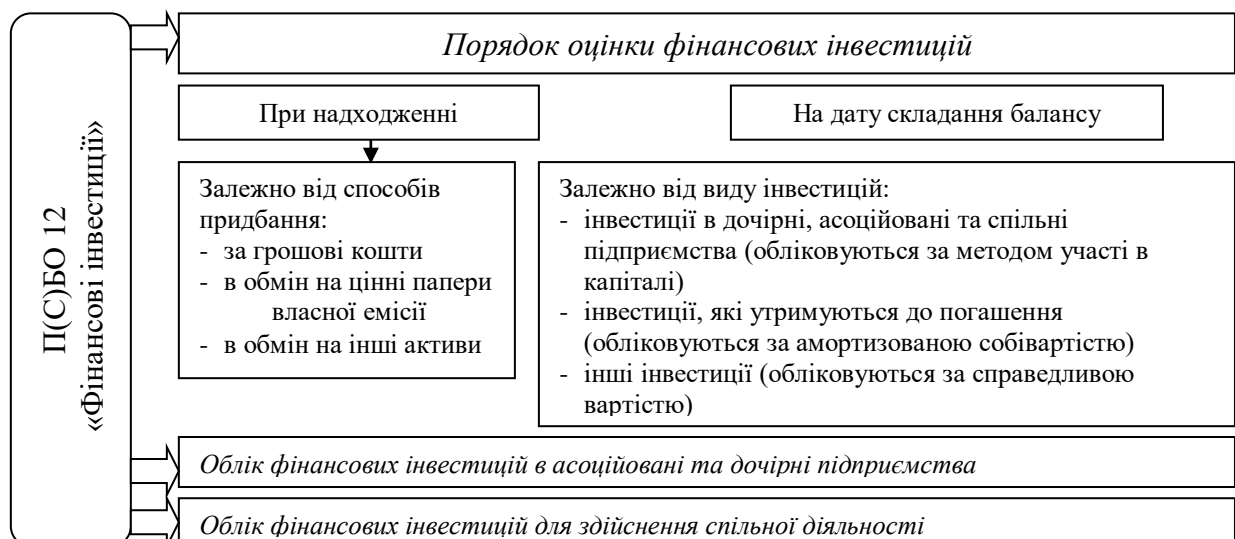 П(С)БО 12
«Фінансові інвестиції»
Порядок оцінки фінансових інвестицій
При надходженні
На дату складання балансу
Залежно від способів
придбання:
- за грошові кошти
- в обмін на цінні папери
власної емісії
- в обмін на інші активи
Залежно від виду інвестицій:
- інвестиції в дочірні, асоційовані та спільні
підприємства (обліковуються за методом участі в
капіталі)
- інвестиції, які утримуються до погашення
(обліковуються за амортизованою собівартістю)
- інші інвестиції (обліковуються за справедливою
вартістю)
Облік фінансових інвестицій в асоційовані та дочірні підприємства
Облік фінансових інвестицій для здійснення спільної діяльності